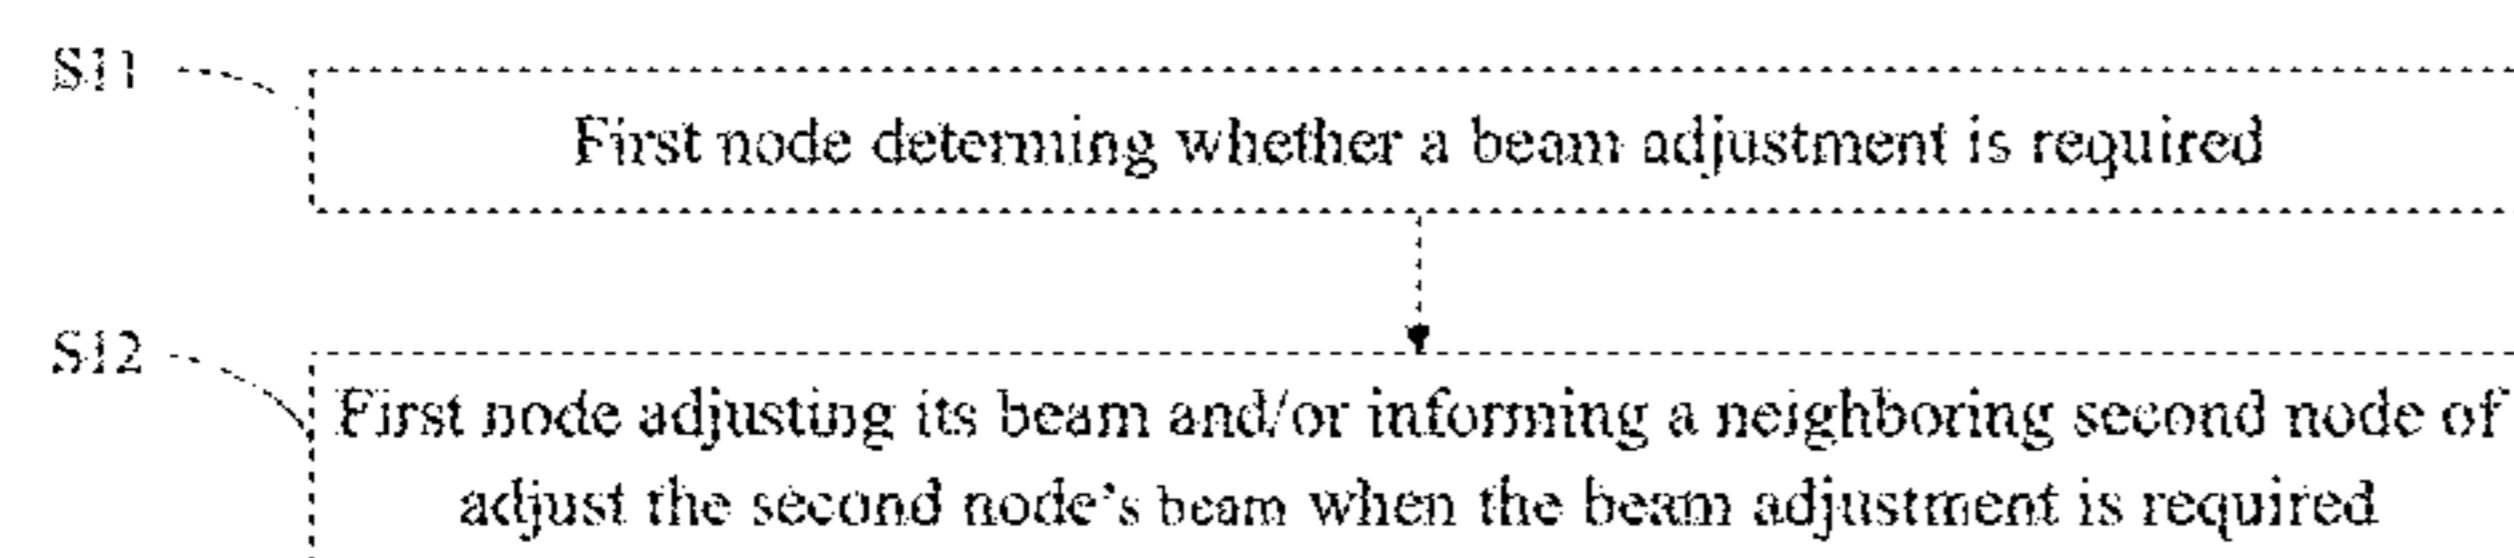 S11
First node determing whether a beam adjustment is required
S12
First node adjusting its beam and/or informing a neighboring second node of
adjust the second node's beam when the beam adjustment is required